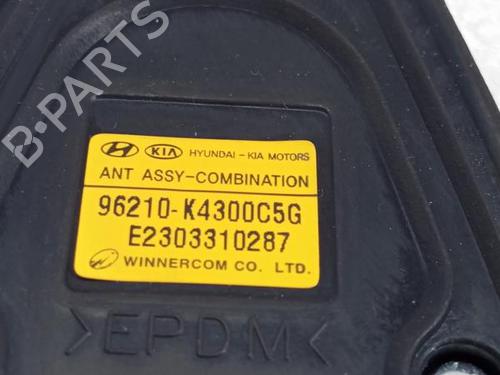 B-PARTS
KIA HYUNDAI - KIA MOTORS
ANT ASSY-COMBINATION
96210-K4300C5G
E2303310287
WINNERCOM CO. LTD.
>EPDM<